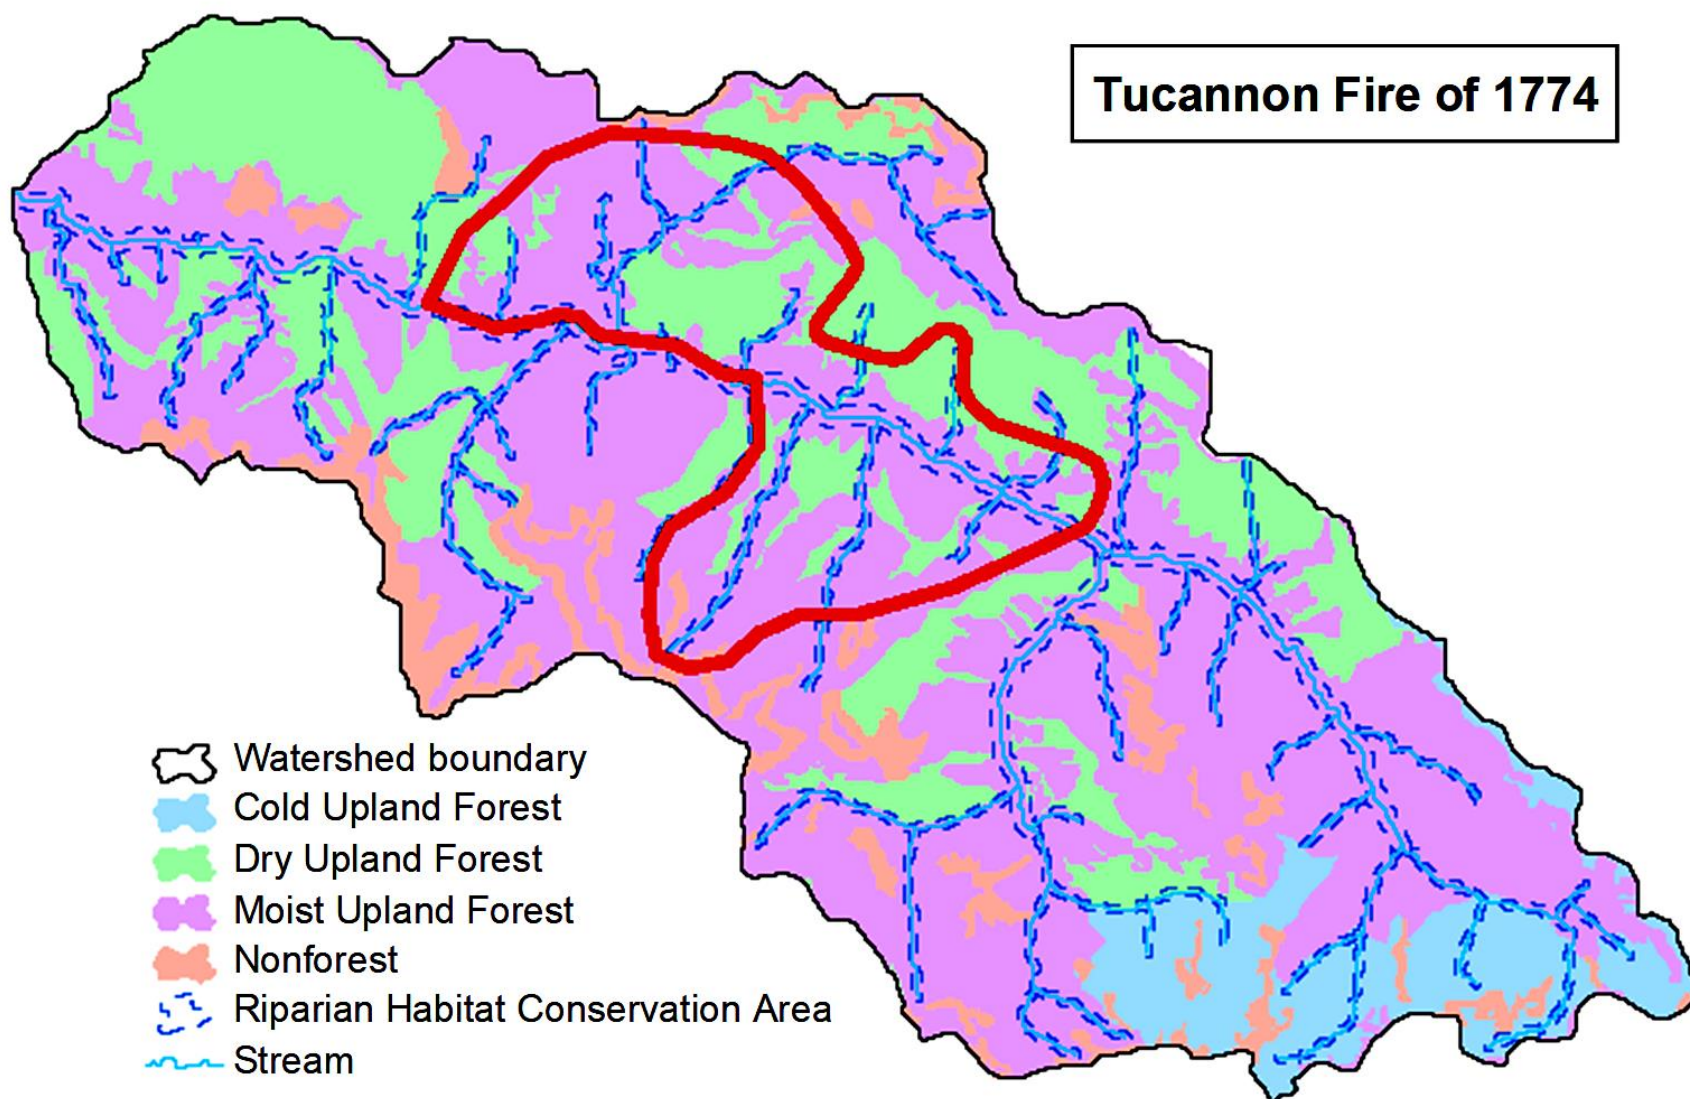 Tucannon Fire of 1774
Watershed boundary
Cold Upland Forest
Dry Upland Forest
Moist Upland Forest
Nonforest
Riparian Habitat Conservation Area
Stream